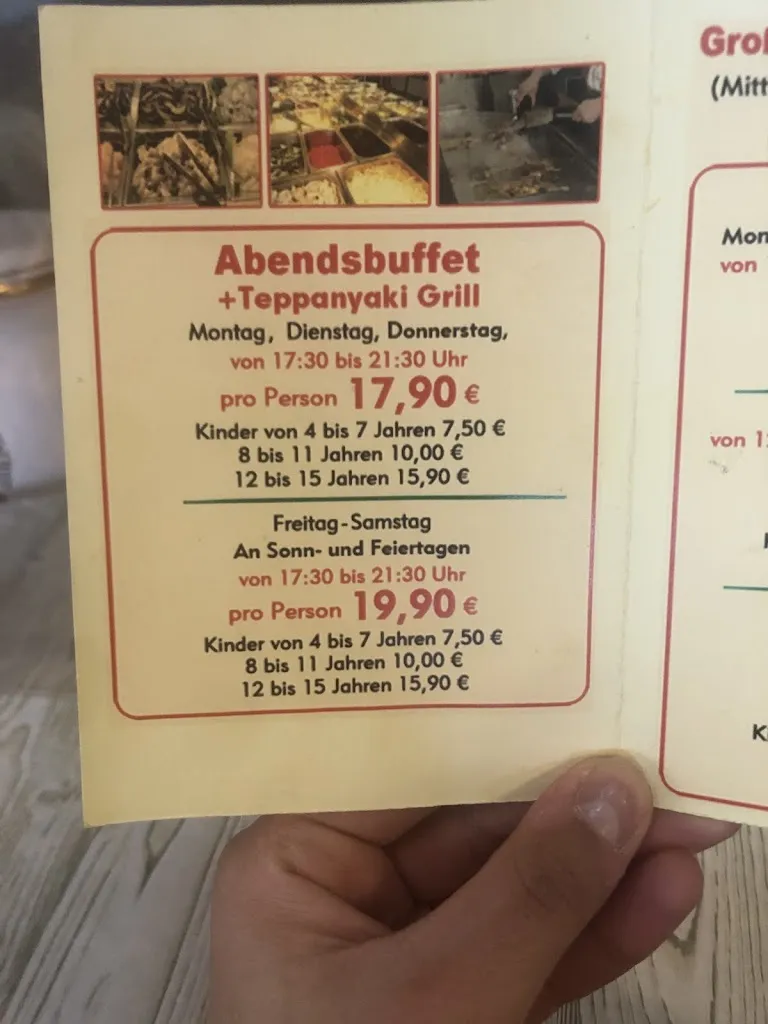 Abendsbuffet
+Teppanyaki Grill
Montag, Dienstag, Donnerstag,
von 17:30 bis 21:30 Uhr
pro Person 17,90 €
Kinder von 4 bis 7 Jahren 7,50 €
8 bis 11 Jahren 10,00 €
12 bis 15 Jahren 15,90 €
Freitag-Samstag
An Sonn- und Feiertagen
von 17:30 bis 21:30 Uhr
pro Person 19,90 €
Kinder von 4 bis 7 Jahren 7,50 €
8 bis 11 Jahren 10,00 €
12 bis 15 Jahren 15,90 €
von
von